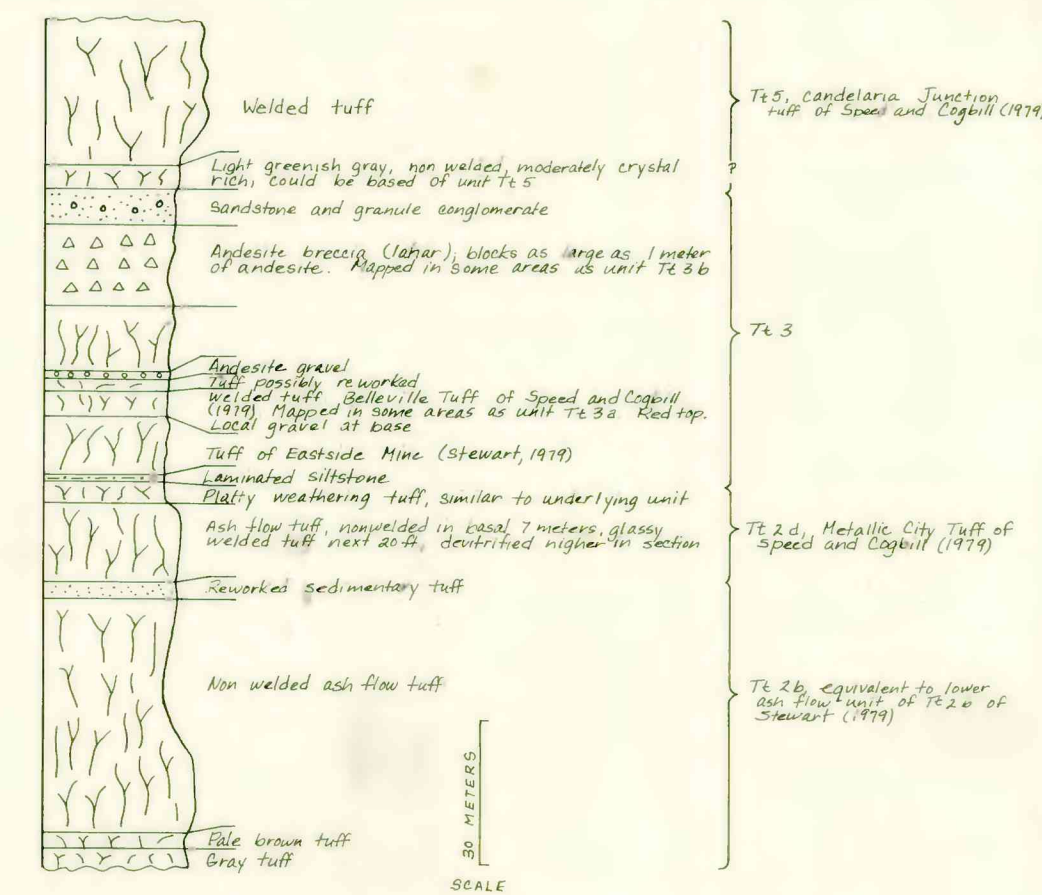 Welded tuff
Tt 5, Candelaria Junction
tuff of Speed and Cogbill (1979)
Light greenish gray, non welded, moderately crystal
rich, could be based of unit Tt 5
?
Sandstone and granule conglomerate
Andesite breccia (lahar); blocks as large as 1 meter
of andesite. Mapped in some areas as unit Tt 3b
Tt 3
Andesite gravel
Tuff possibly reworked
welded tuff Belleville Tuff of Speed and Cogbill
(1979) Mapped in some areas as unit Tt 3a Red top.
Local gravel at base
Tuff of Eastside Mine (Stewart, 1979)
Laminated siltstone
Platty weathering tuff, similar to underlying unit
Ash flow tuff, nonwelded in basal 7 meters, glassy
welded tuff next 20 ft, devitrified higher in section
Tt 2d, Metallic City Tuff of
Speed and Cogbill (1979)
Reworked sedimentary tuff
Non welded ash flow tuff
Tt 2b, equivalent to lower
ash flow unit of Tt 2b of
Stewart (1979)
30 METERS
SCALE
Pale brown tuff
Gray tuff